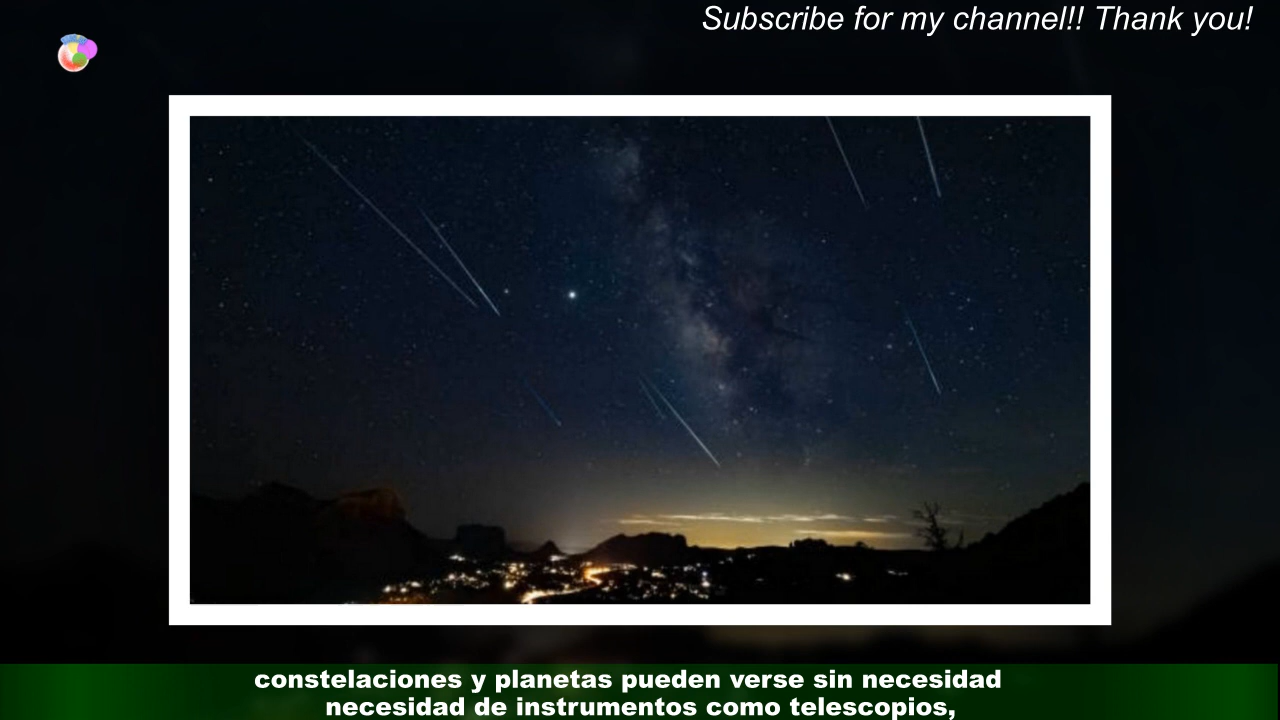 Subscribe for my channel!! Thank you!
constelaciones y planetas pueden verse sin necesidad
necesidad de instrumentos como telescopios,